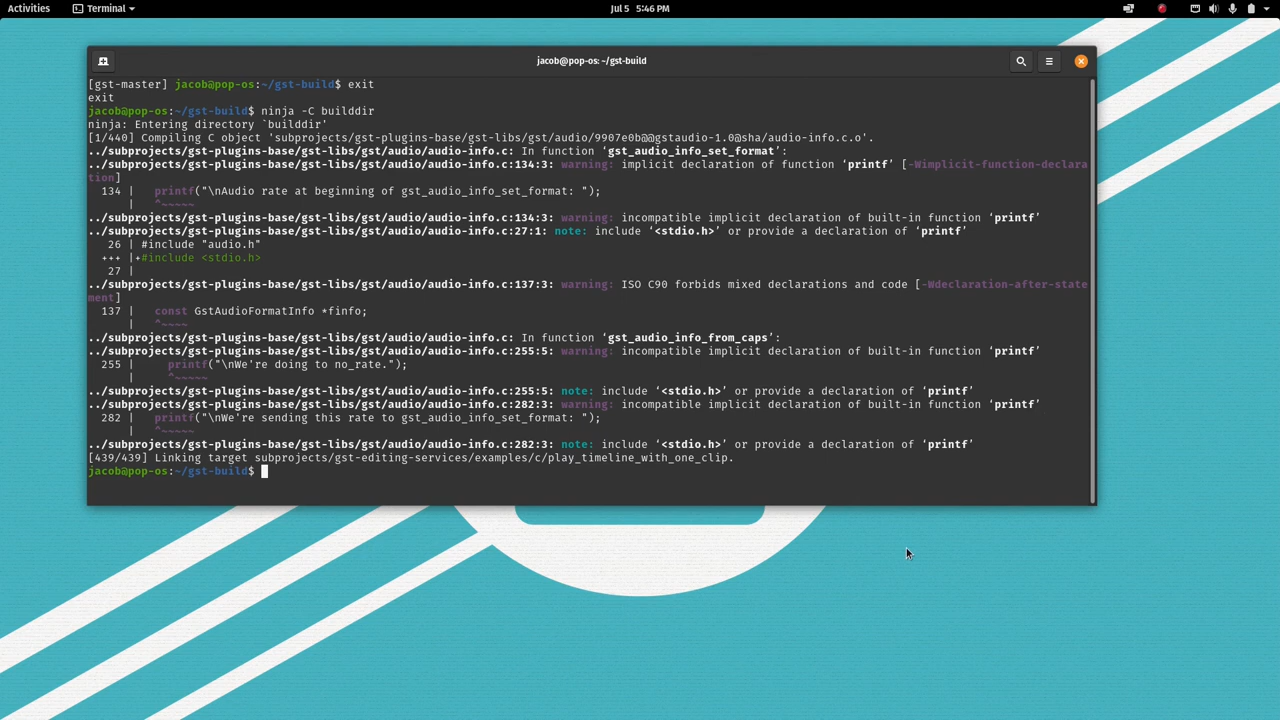 Activities
Terminal
Jul 5 5:46 PM
jacob@pop-os: ~/gst-build
[gst-master] jacob@pop-os:~/gst-build$ exit
exit
jacob@pop-os:~/gst-build$ ninja -C builddir
ninja: Entering directory `builddir'
[1/440] Compiling C object 'subprojects/gst-plugins-base/gst-libs/gst/audio/9907e0b@@gstaudio-1.0@sha/audio-info.c.o'.
../subprojects/gst-plugins-base/gst-libs/gst/audio/audio-info.c: In function ‘gst_audio_info_set_format’:
../subprojects/gst-plugins-base/gst-libs/gst/audio/audio-info.c:134:3: warning: implicit declaration of function ‘printf’ [-Wimplicit-function-declara
tion]
134 |   printf("\nAudio rate at beginning of gst_audio_info_set_format: ");
|   ^~~~~~
../subprojects/gst-plugins-base/gst-libs/gst/audio/audio-info.c:134:3: warning: incompatible implicit declaration of built-in function ‘printf’
../subprojects/gst-plugins-base/gst-libs/gst/audio/audio-info.c:27:1: note: include ‘<stdio.h>’ or provide a declaration of ‘printf’
26 | #include "audio.h"
+++ |+#include <stdio.h>
27 |
../subprojects/gst-plugins-base/gst-libs/gst/audio/audio-info.c:137:3: warning: ISO C90 forbids mixed declarations and code [-Wdeclaration-after-state
ment]
137 |   const GstAudioFormatInfo *finfo;
|   ^~~~~
../subprojects/gst-plugins-base/gst-libs/gst/audio/audio-info.c: In function ‘gst_audio_info_from_caps’:
../subprojects/gst-plugins-base/gst-libs/gst/audio/audio-info.c:255:5: warning: incompatible implicit declaration of built-in function ‘printf’
255 |     printf("\nWe're doing to no_rate.");
|     ^~~~~~
../subprojects/gst-plugins-base/gst-libs/gst/audio/audio-info.c:255:5: note: include ‘<stdio.h>’ or provide a declaration of ‘printf’
../subprojects/gst-plugins-base/gst-libs/gst/audio/audio-info.c:282:3: warning: incompatible implicit declaration of built-in function ‘printf’
282 |   printf("\nWe're sending this rate to gst_audio_info_set_format: ");
|   ^~~~~~
../subprojects/gst-plugins-base/gst-libs/gst/audio/audio-info.c:282:3: note: include ‘<stdio.h>’ or provide a declaration of ‘printf’
[439/439] Linking target subprojects/gst-editing-services/examples/c/play_timeline_with_one_clip.
jacob@pop-os:~/gst-build$